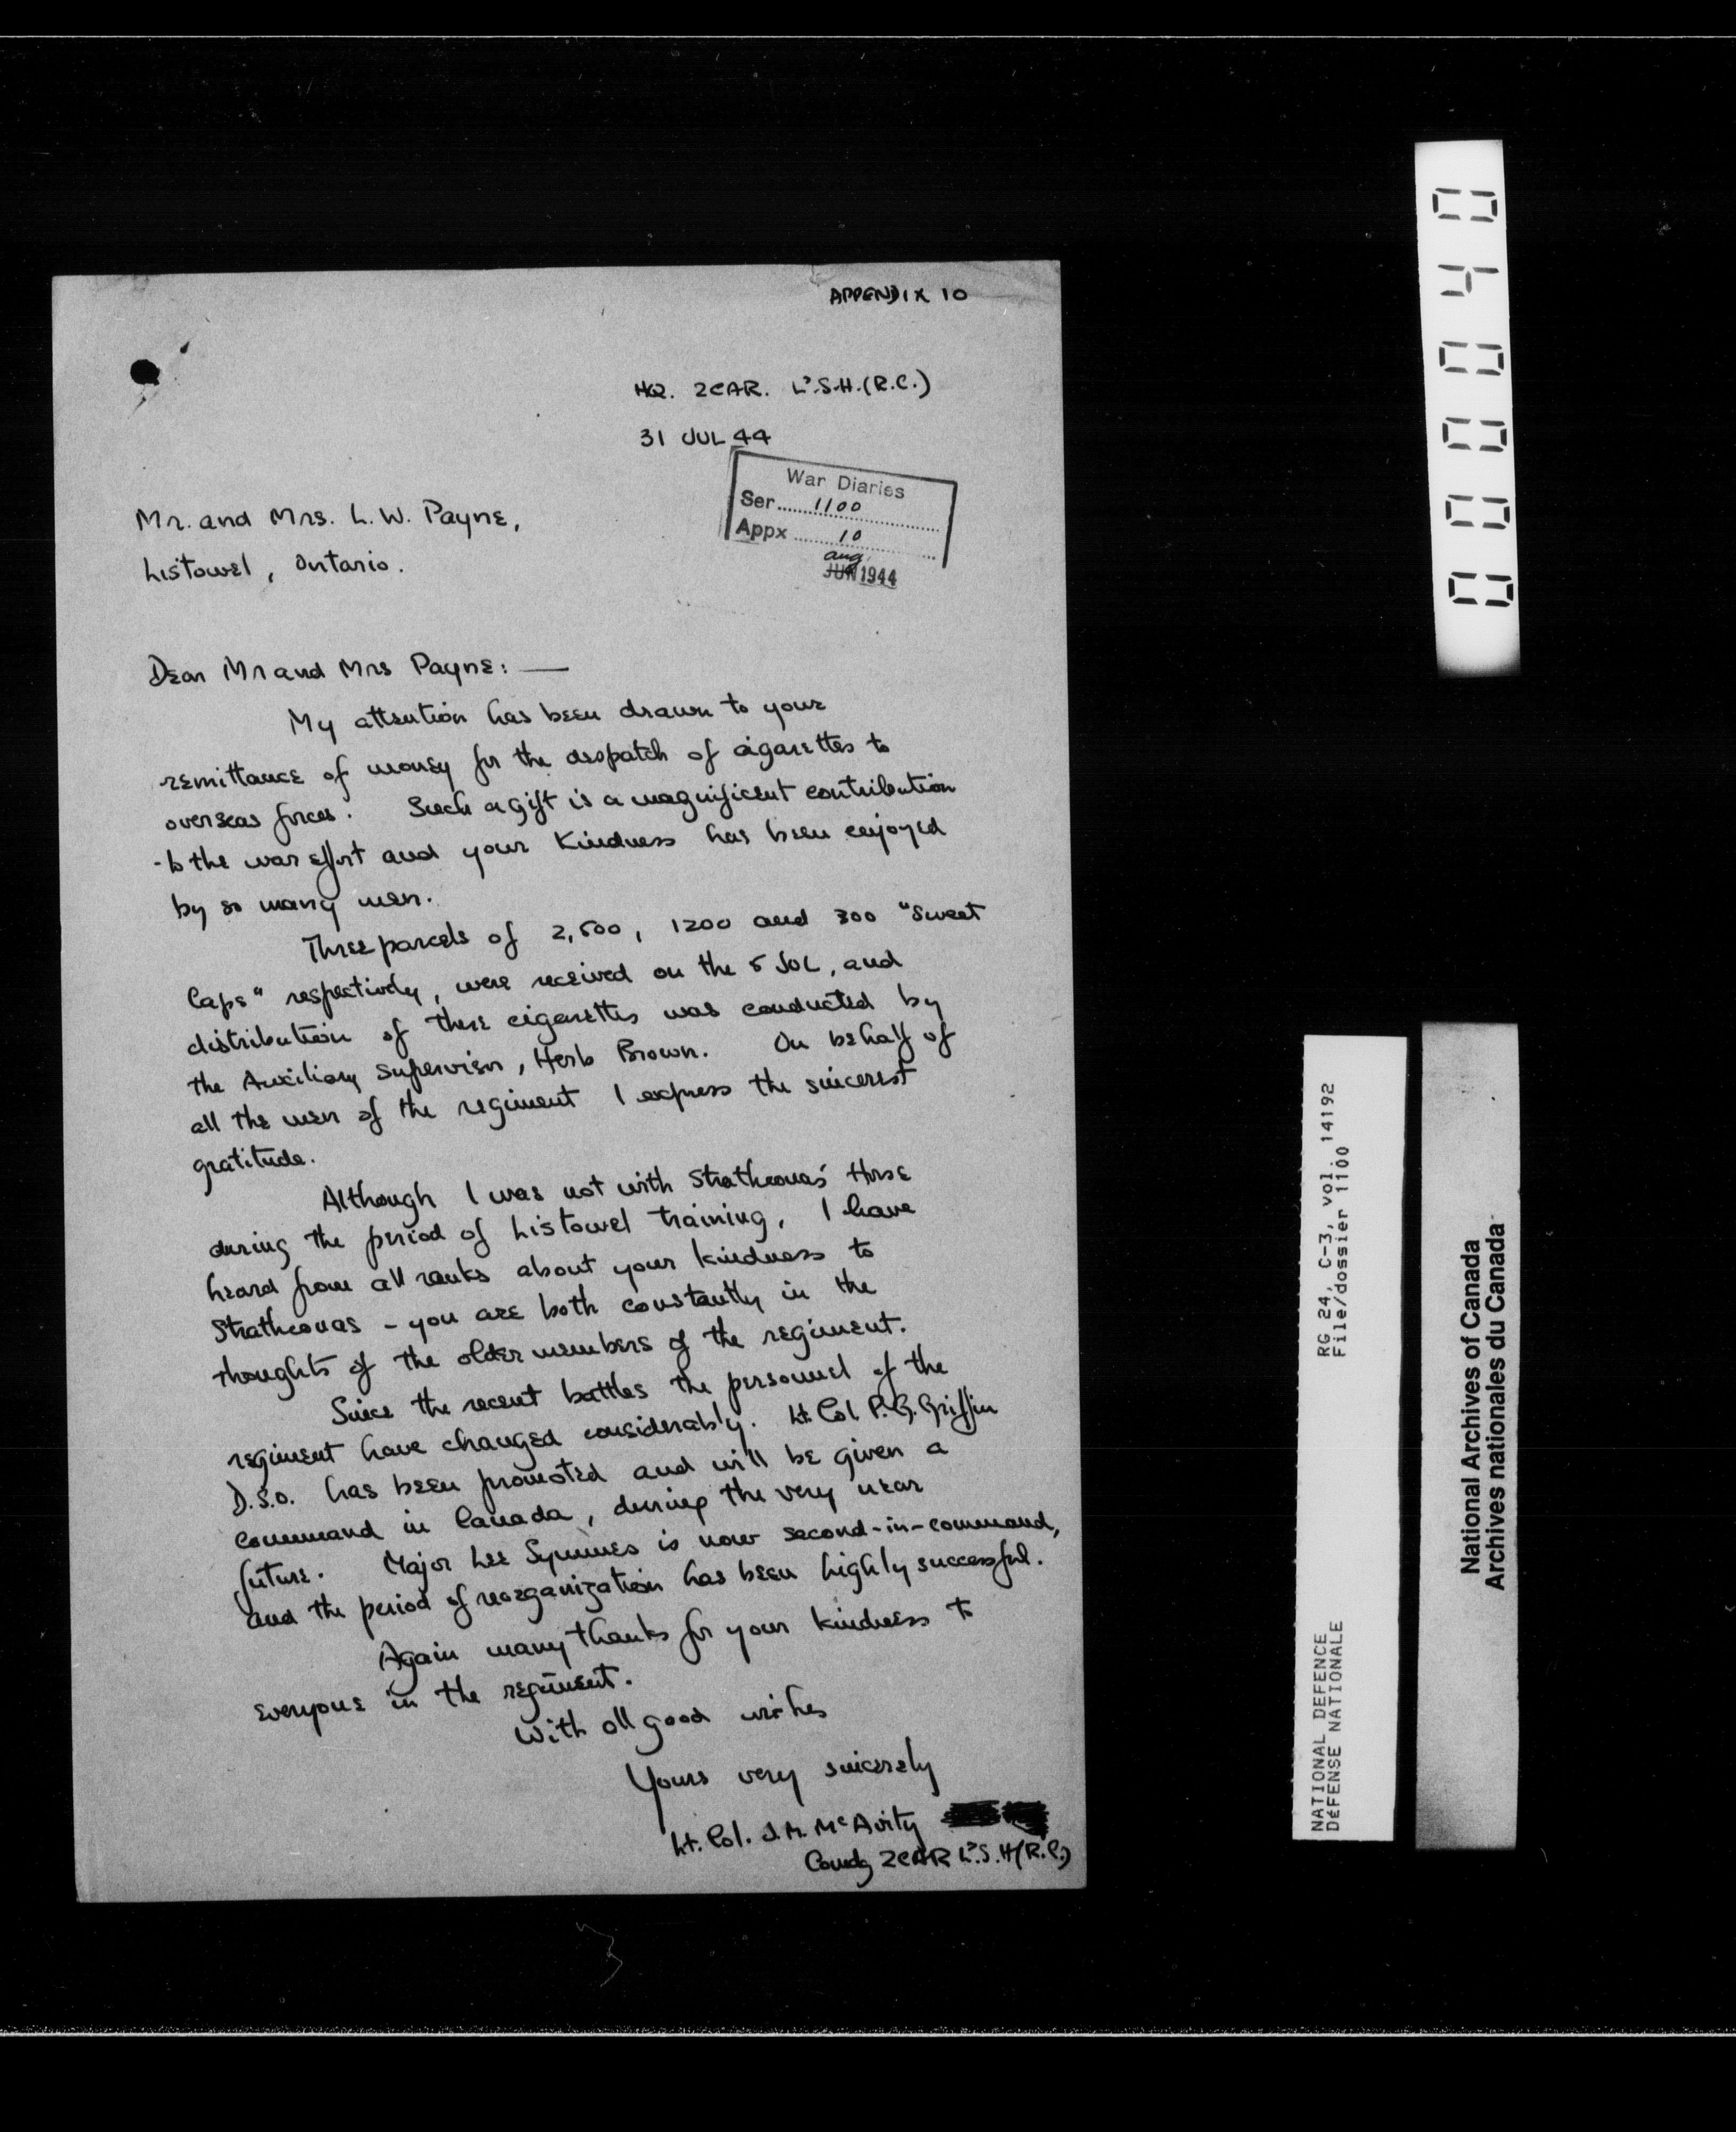 APPENDIX 10
HQ. 2CAR. Ld.S.H.(R.C.)
31 JUL 44
War Diaries
Ser......1100
Appx......10
aug
JUN 1944
Mr. and Mrs. L. W. Payne,
Listowel, Ontario.
Dear Mr and Mrs Payne: —
My attention has been drawn to your
remittance of money for the despatch of cigarettes to
overseas forces. Such a gift is a magnificent contribution
- to the war effort and your kindness has been enjoyed
by so many men.
Three parcels of 2,500, 1200 and 300 "Sweet
Caps" respectively, were received on the 5 JUL, and
distribution of these cigarettes was conducted by
the Auxiliary Supervisor, Herb Brown. On behalf of
all the men of the regiment I express the sincerest
gratitude.
Although I was not with Strathconas' Horse
during the period of Listowel training, I have
heard from all ranks about your kindness to
Strathconas - you are both constantly in the
thoughts of the older members of the regiment.
Since the recent battles the personnel of the
regiment have changed considerably. Lt. Col P.G. Griffin
D.S.O. has been promoted and will be given a
command in Canada, during the very near
future. Major Lee Symmes is now second-in-command,
and the period of reorganization has been highly successful.
Again many thanks for your kindness to
everyone in the regiment.
With all good wishes
Yours very sincerely
Lt. Col. J.M. McAvity
Comdg 2CAR Ld.S.H(R.C.)
000040
RG 24, C-3, vol. 14192
File/dossier 1100
NATIONAL DEFENCE
DéFENSE NATIONALE
National Archives of Canada
Archives nationales du Canada